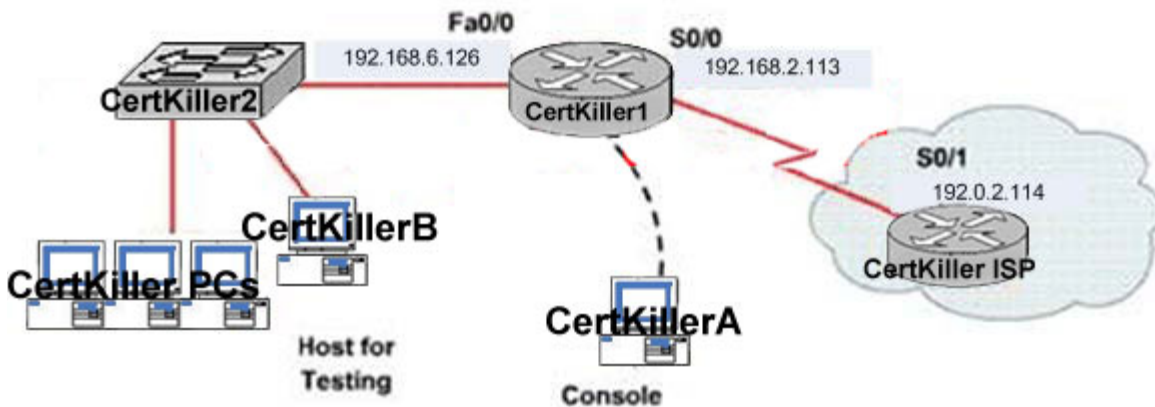 Fa0/0
S0/0
192.168.6.126
192.168.2.113
CertKiller2
CertKiller1
S0/1
192.0.2.114
CertKillerB
CertKiller ISP
CertKiller PCs
CertKillerA
Host for
Testing
Console